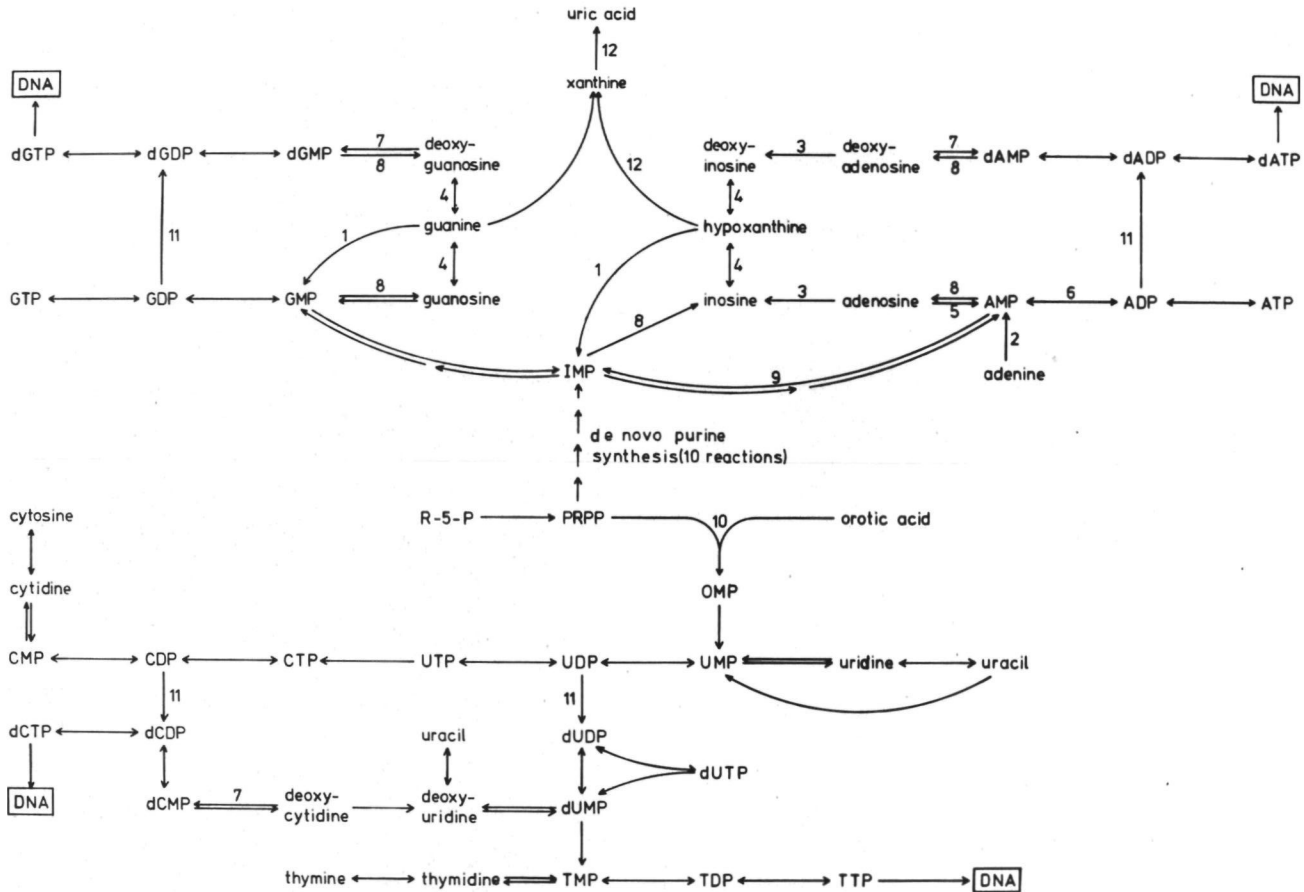 uric acid
12
DNA
xanthine
DNA
dGTP dGDP dGMP 7 8 deoxy-guanosine
deoxy-inosine 3 deoxy-adenosine 7 8 dAMP dADP dATP
12
4
4
11
1
guanine
hypoxanthine
11
4
1
4
GTP GDP GMP 8 guanosine
inosine 3 adenosine 8 5 AMP 6 ADP ATP
8
2
IMP
9
adenine
de novo purine
synthesis(10 reactions)
cytosine
R-5-P PRPP 10 orotic acid
cytidine
OMP
CMP CDP CTP UTP UDP UMP uridine uracil
11
11
dCTP dCDP
uracil
dUDP
dUTP
DNA
dCMP 7 deoxy-cytidine deoxy-uridine dUMP
thymine thymidine TMP TDP TTP DNA